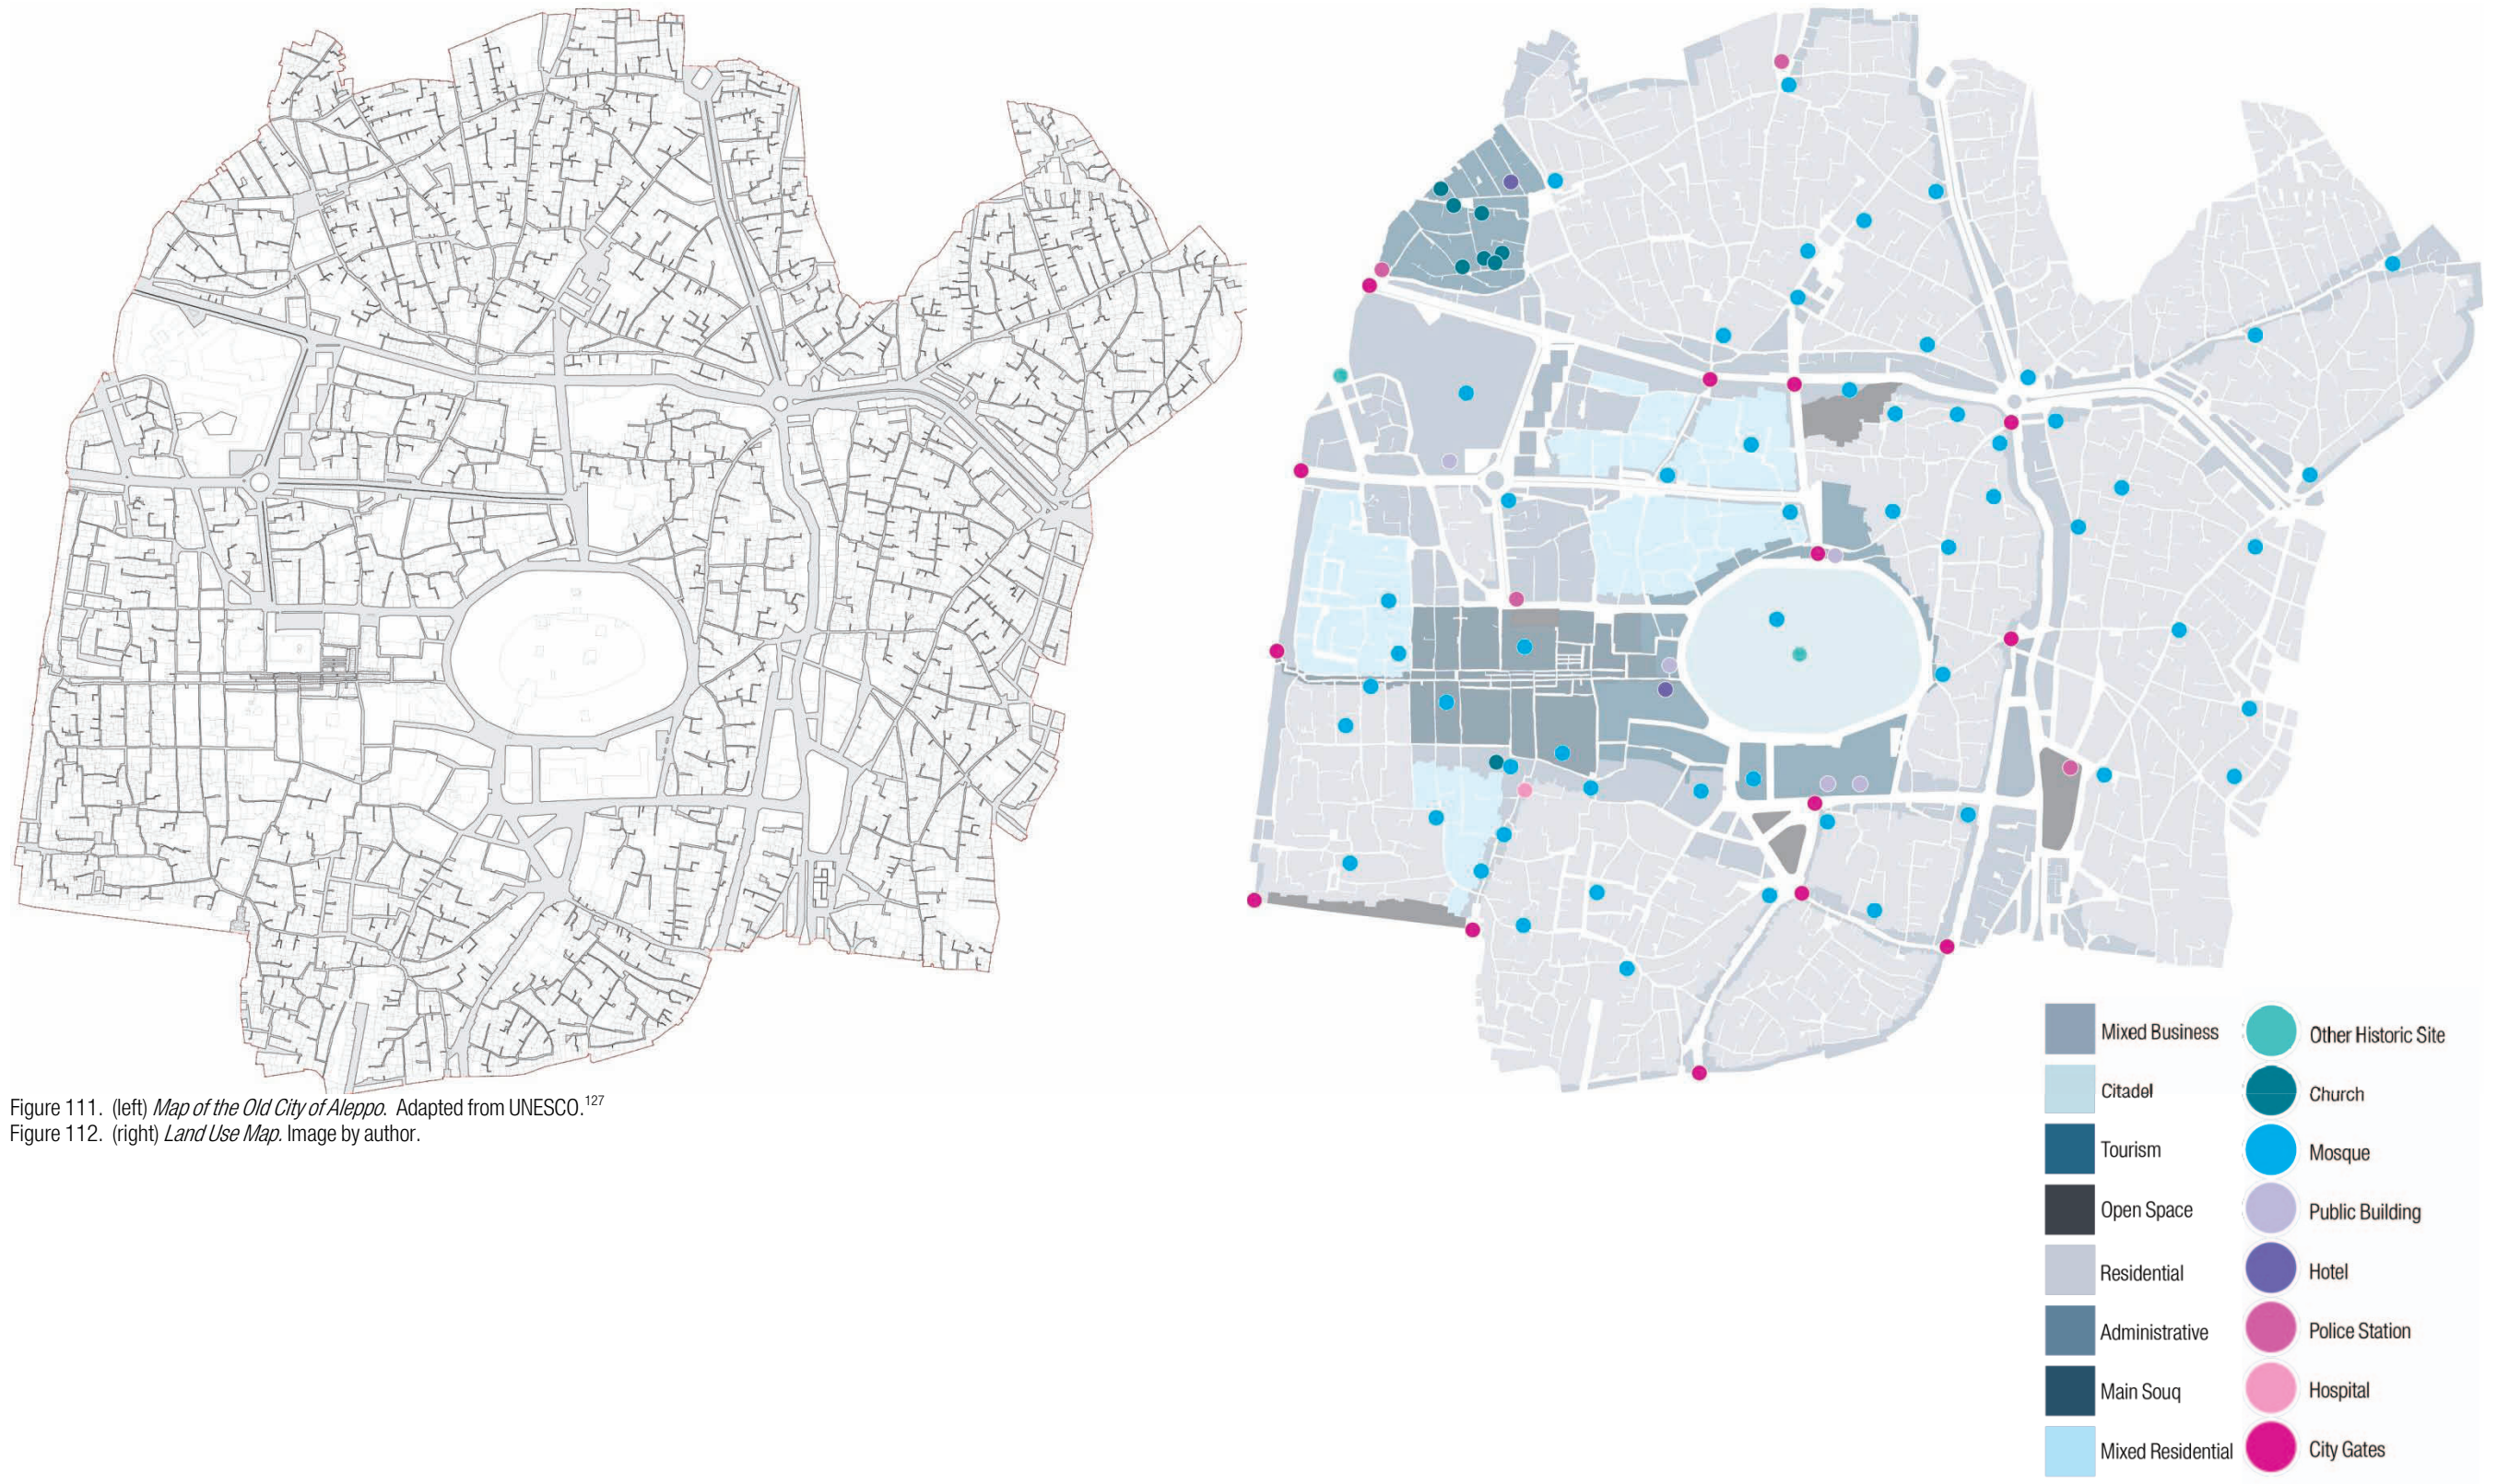 Figure 111. (left) Map of the Old City of Aleppo. Adapted from UNESCO.127
Figure 112. (right) Land Use Map. Image by author.
Mixed Business
Citadel
Tourism
Open Space
Residential
Administrative
Main Souq
Mixed Residential
Other Historic Site
Church
Mosque
Public Building
Hotel
Police Station
Hospital
City Gates